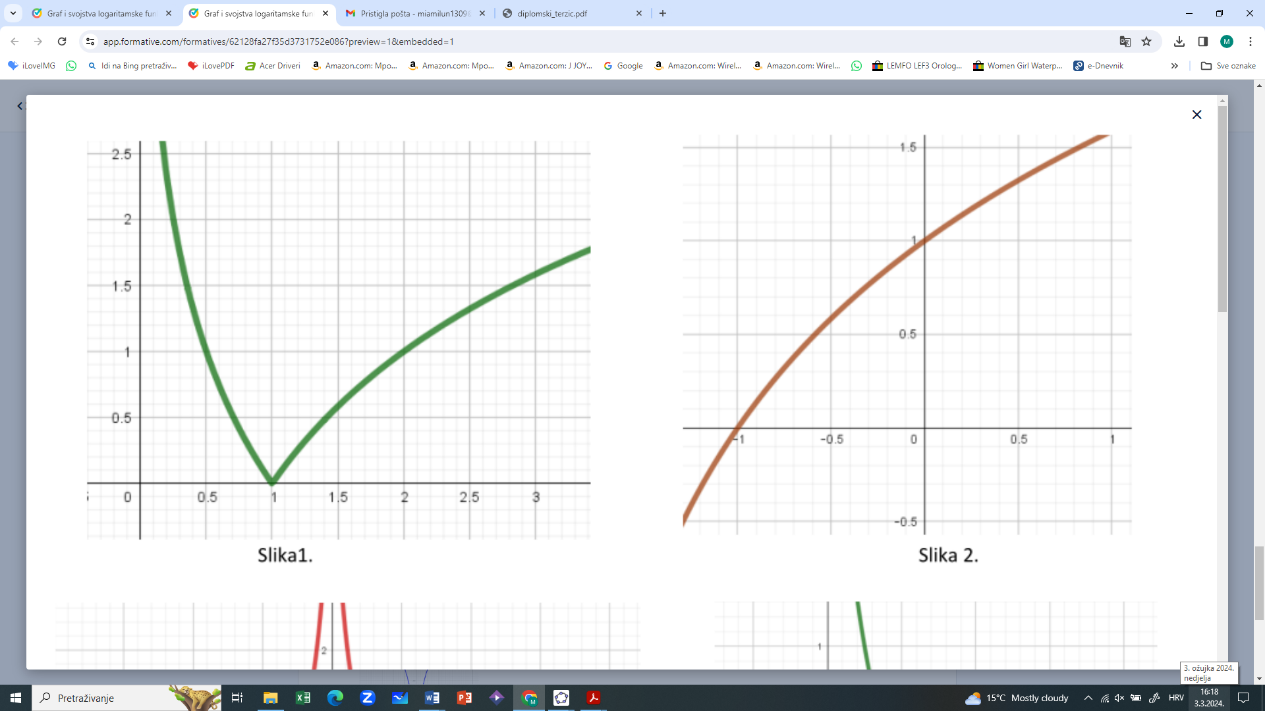 Graf i svojstva logaritamske fun
Graf i svojstva logaritamske fun
Pristigla pošta - miamilun1309@
diplomski_terzic.pdf
app.formative.com/formatives/62128fa27f35d3731752e086?preview=1&embedded=1
iLoveIMG
Idi na Bing pretraživ...
iLovePDF
Acer Driveri
Amazon.com: Mpo...
Amazon.com: Mpo...
Amazon.com: J JOY...
Google
Amazon.com: Wirel...
Amazon.com: Wirel...
LEMFO LEF3 Orolog...
Women Girl Waterp...
e-Dnevnik
Sve oznake
2.5
2
1.5
1
0.5
0 0.5 1 1.5 2 2.5 3
Slika1.
1.5
1
0.5
-1 -0.5 0 0.5 1
-0.5
Slika 2.
2
1
3. ožujka 2024.
nedjelja
Pretraživanje
15°C Mostly cloudy
HRV
16:18
3.3.2024.